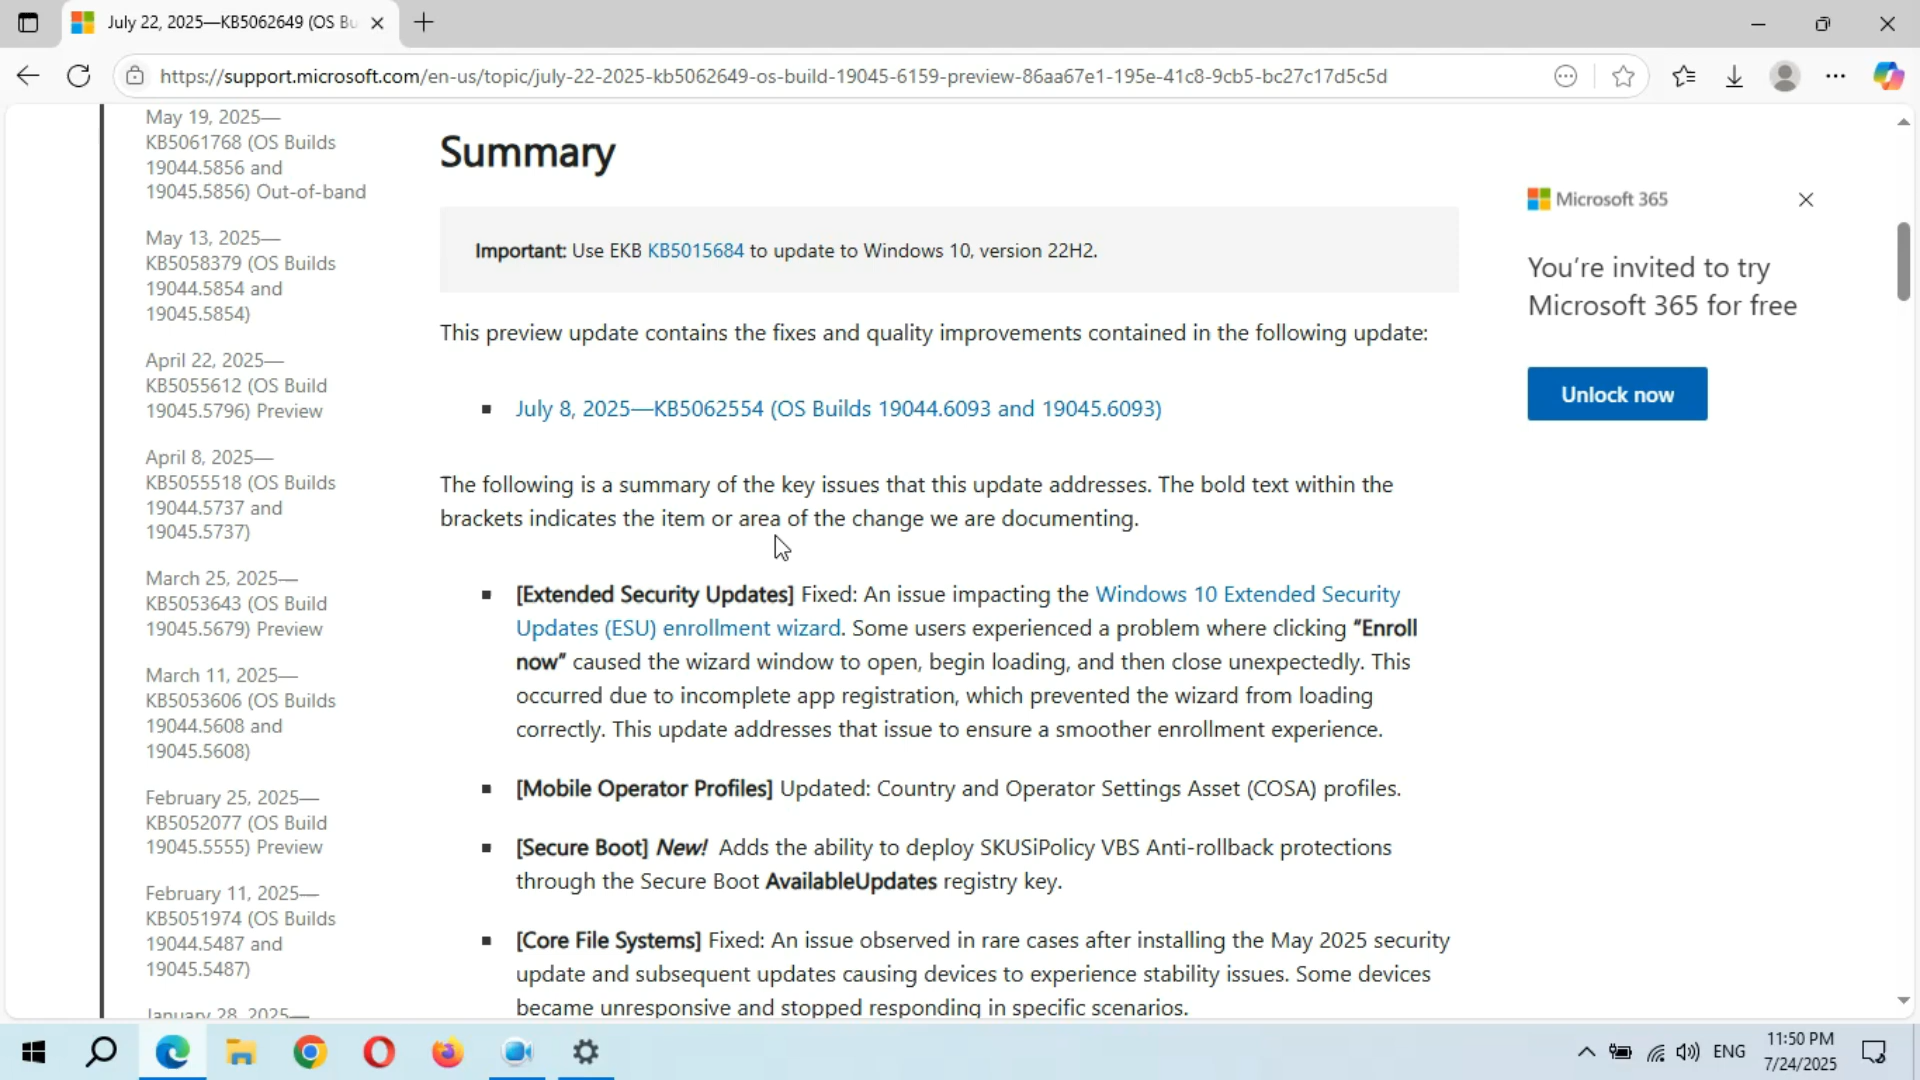 July 22, 2025—KB5062649 (OS Bu
https://support.microsoft.com/en-us/topic/july-22-2025-kb5062649-os-build-19045-6159-preview-86aa67e1-195e-41c8-9cb5-bc27c17d5c5d
May 19, 2025—
KB5061768 (OS Builds
19044.5856 and
19045.5856) Out-of-band
May 13, 2025—
KB5058379 (OS Builds
19044.5854 and
19045.5854)
April 22, 2025—
KB5055612 (OS Build
19045.5796) Preview
April 8, 2025—
KB5055518 (OS Builds
19044.5737 and
19045.5737)
March 25, 2025—
KB5053643 (OS Build
19045.5679) Preview
March 11, 2025—
KB5053606 (OS Builds
19044.5608 and
19045.5608)
February 25, 2025—
KB5052077 (OS Build
19045.5555) Preview
February 11, 2025—
KB5051974 (OS Builds
19044.5487 and
19045.5487)
January 28, 2025—
Summary
Important: Use EKB KB5015684 to update to Windows 10, version 22H2.
This preview update contains the fixes and quality improvements contained in the following update:
July 8, 2025—KB5062554 (OS Builds 19044.6093 and 19045.6093)
The following is a summary of the key issues that this update addresses. The bold text within the
brackets indicates the item or area of the change we are documenting.
[Extended Security Updates] Fixed: An issue impacting the Windows 10 Extended Security
Updates (ESU) enrollment wizard. Some users experienced a problem where clicking “Enroll
now” caused the wizard window to open, begin loading, and then close unexpectedly. This
occurred due to incomplete app registration, which prevented the wizard from loading
correctly. This update addresses that issue to ensure a smoother enrollment experience.
[Mobile Operator Profiles] Updated: Country and Operator Settings Asset (COSA) profiles.
[Secure Boot] New! Adds the ability to deploy SKUSiPolicy VBS Anti-rollback protections
through the Secure Boot AvailableUpdates registry key.
[Core File Systems] Fixed: An issue observed in rare cases after installing the May 2025 security
update and subsequent updates causing devices to experience stability issues. Some devices
became unresponsive and stopped responding in specific scenarios.
Microsoft 365
You’re invited to try
Microsoft 365 for free
Unlock now
ENG
11:50 PM
7/24/2025